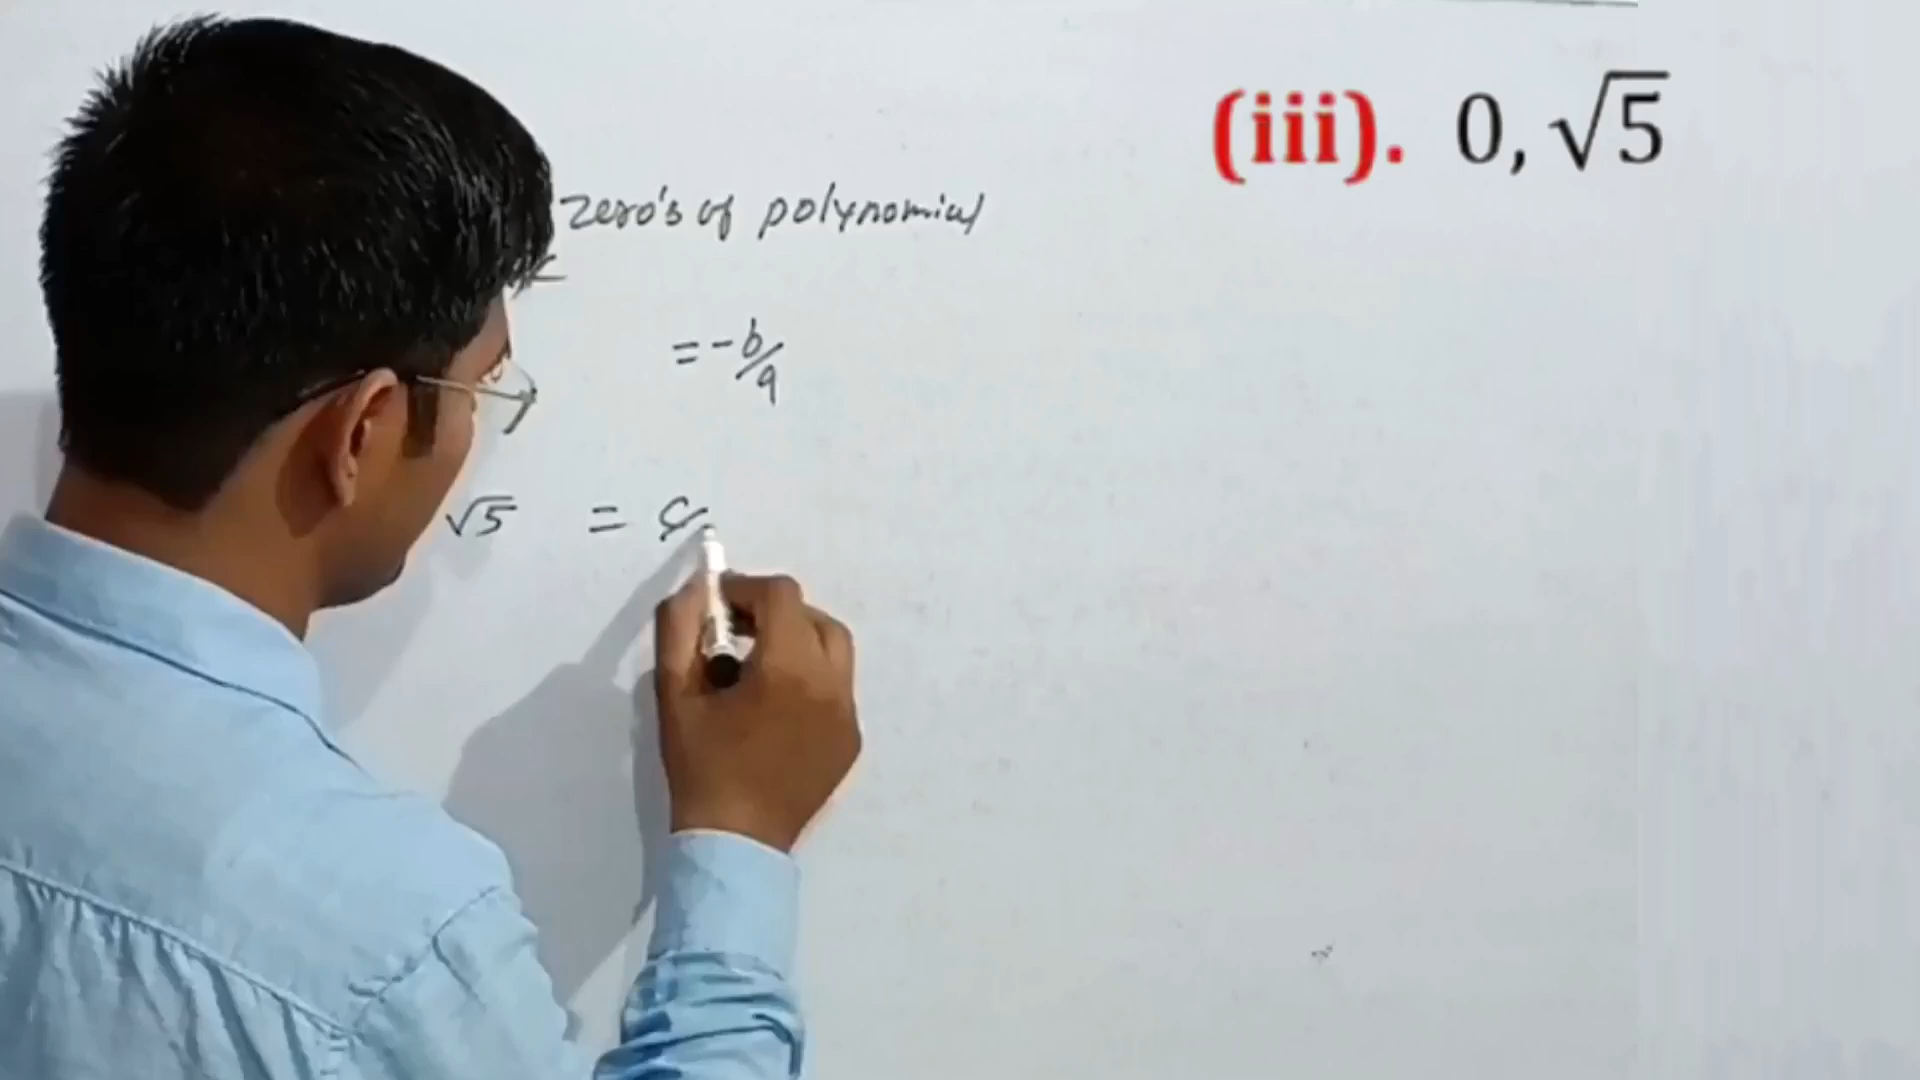 (iii). 0, √5
zero's of polynomial
= -b/a
√5 = c/